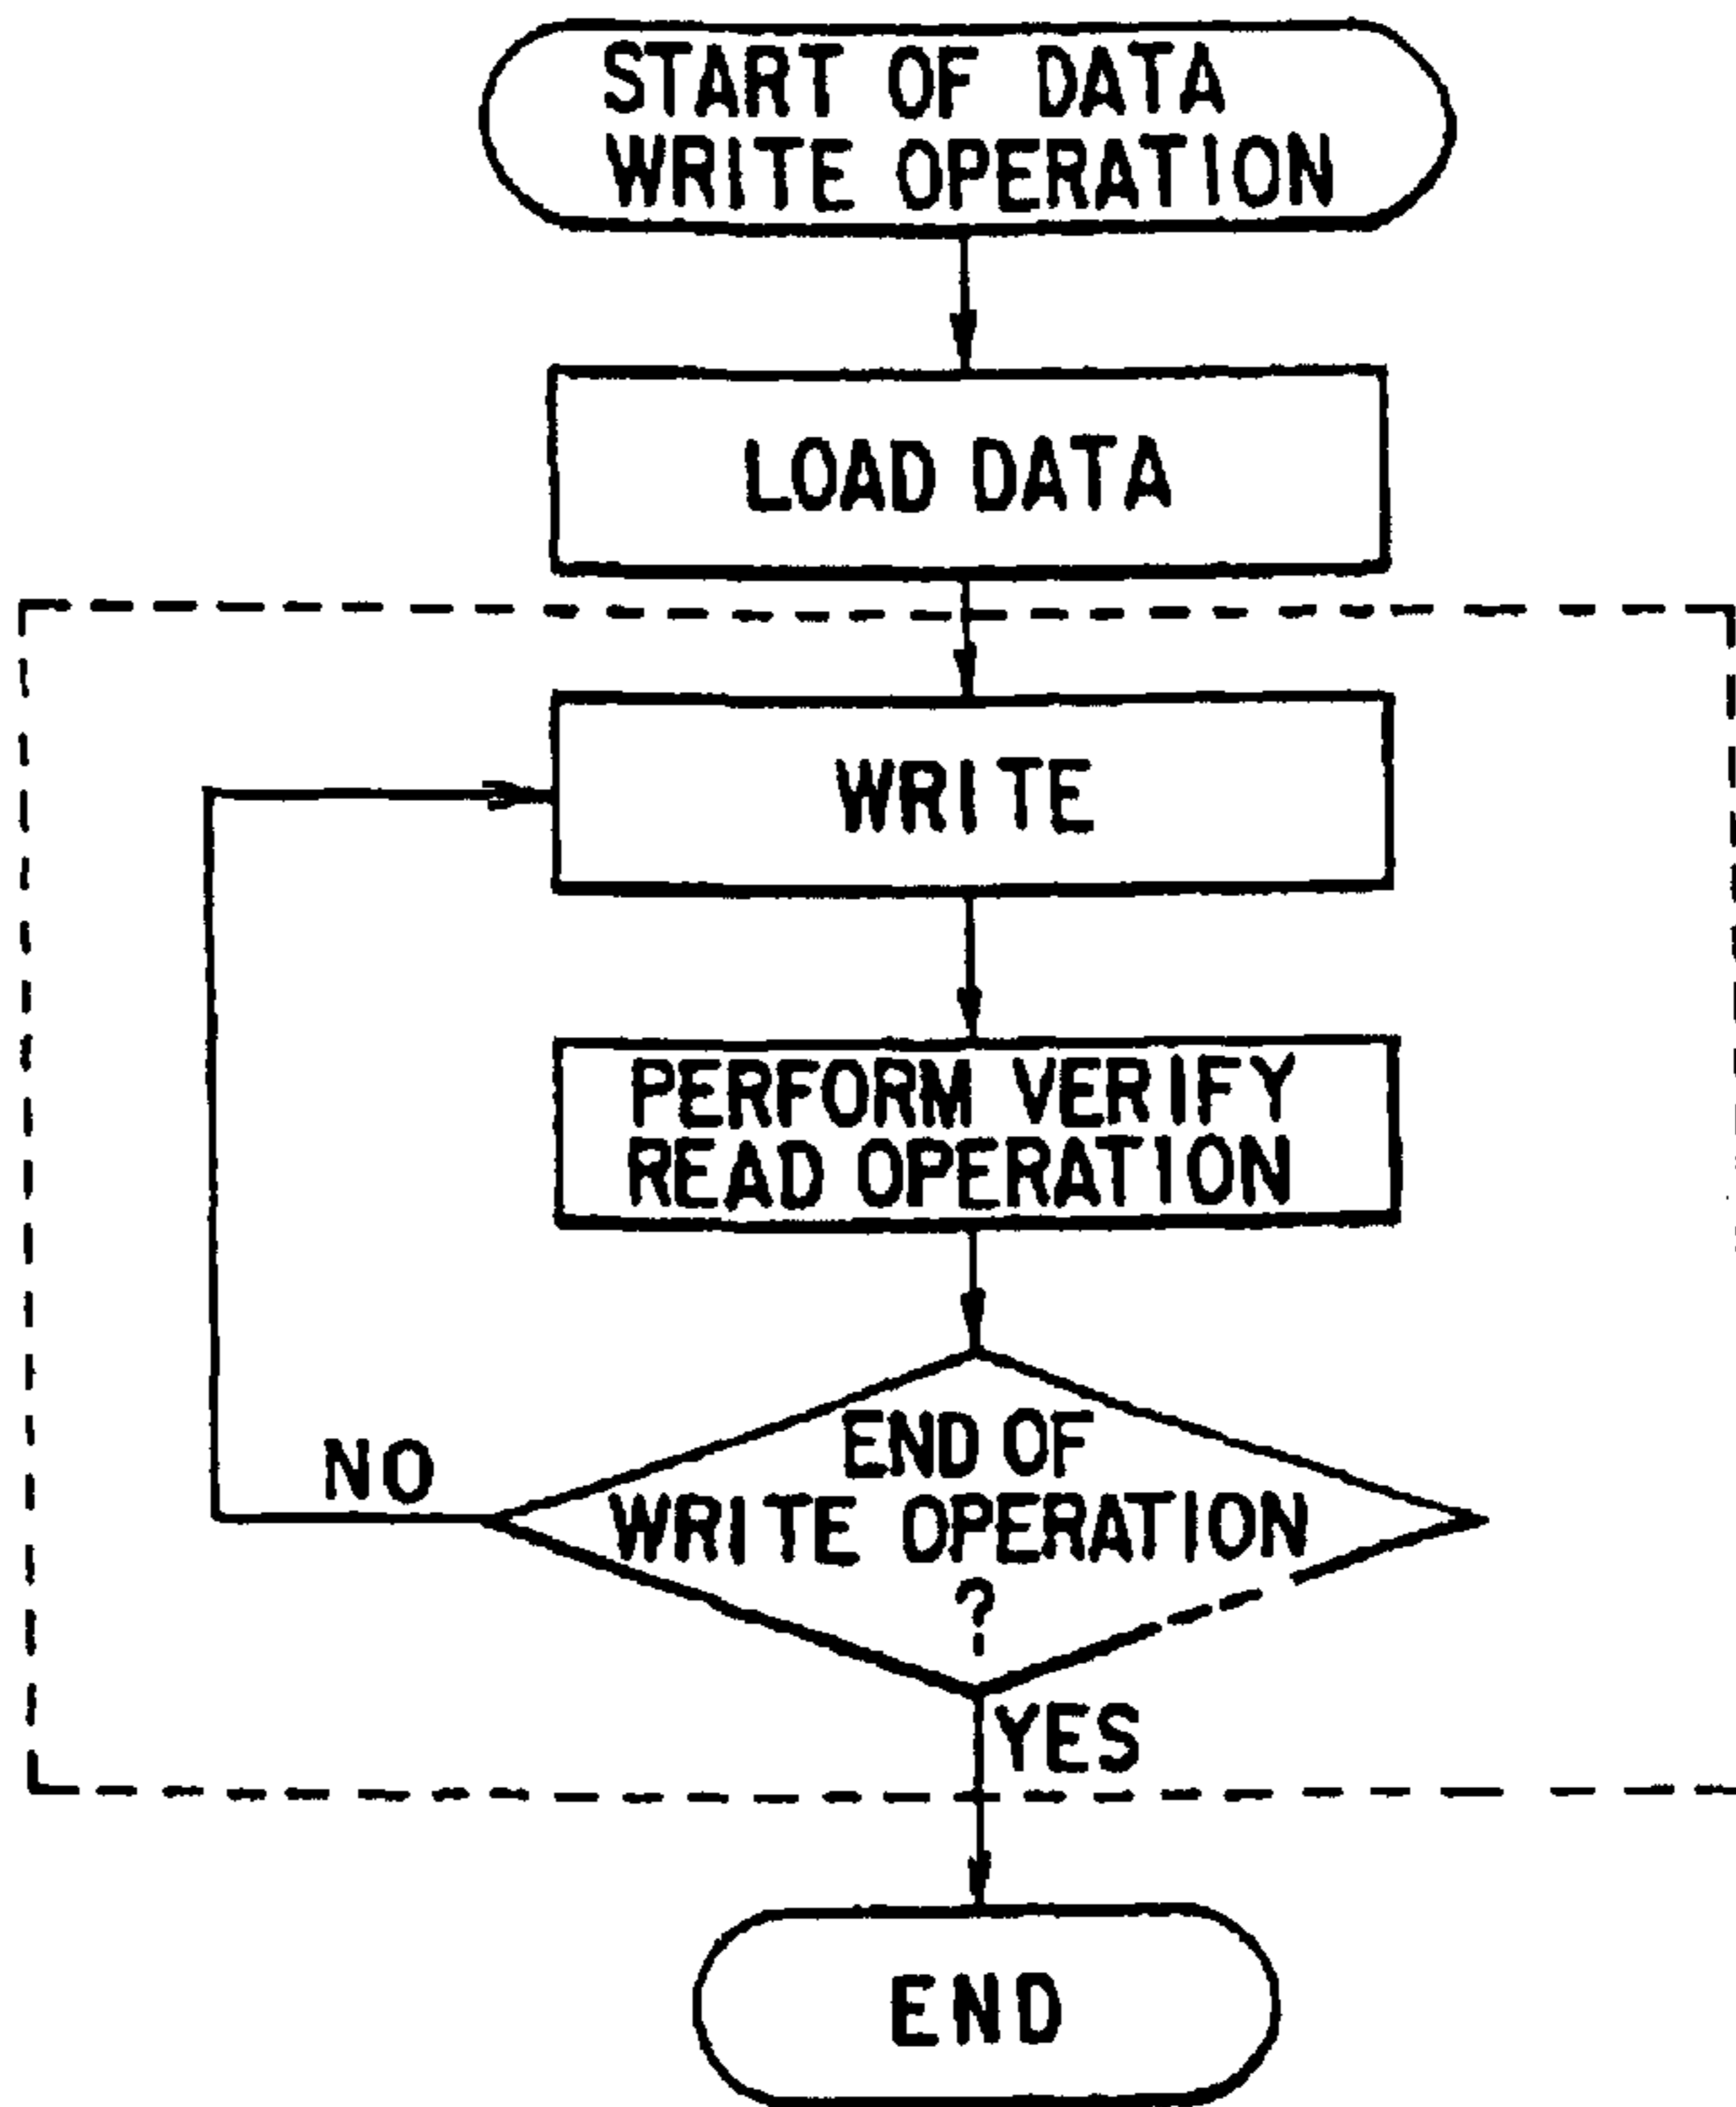 START OF DATA
WRITE OPERATION
LOAD DATA
WRITE
PERFORM VERIFY
READ OPERATION
END OF
WRITE OPERATION
?
NO
YES
END